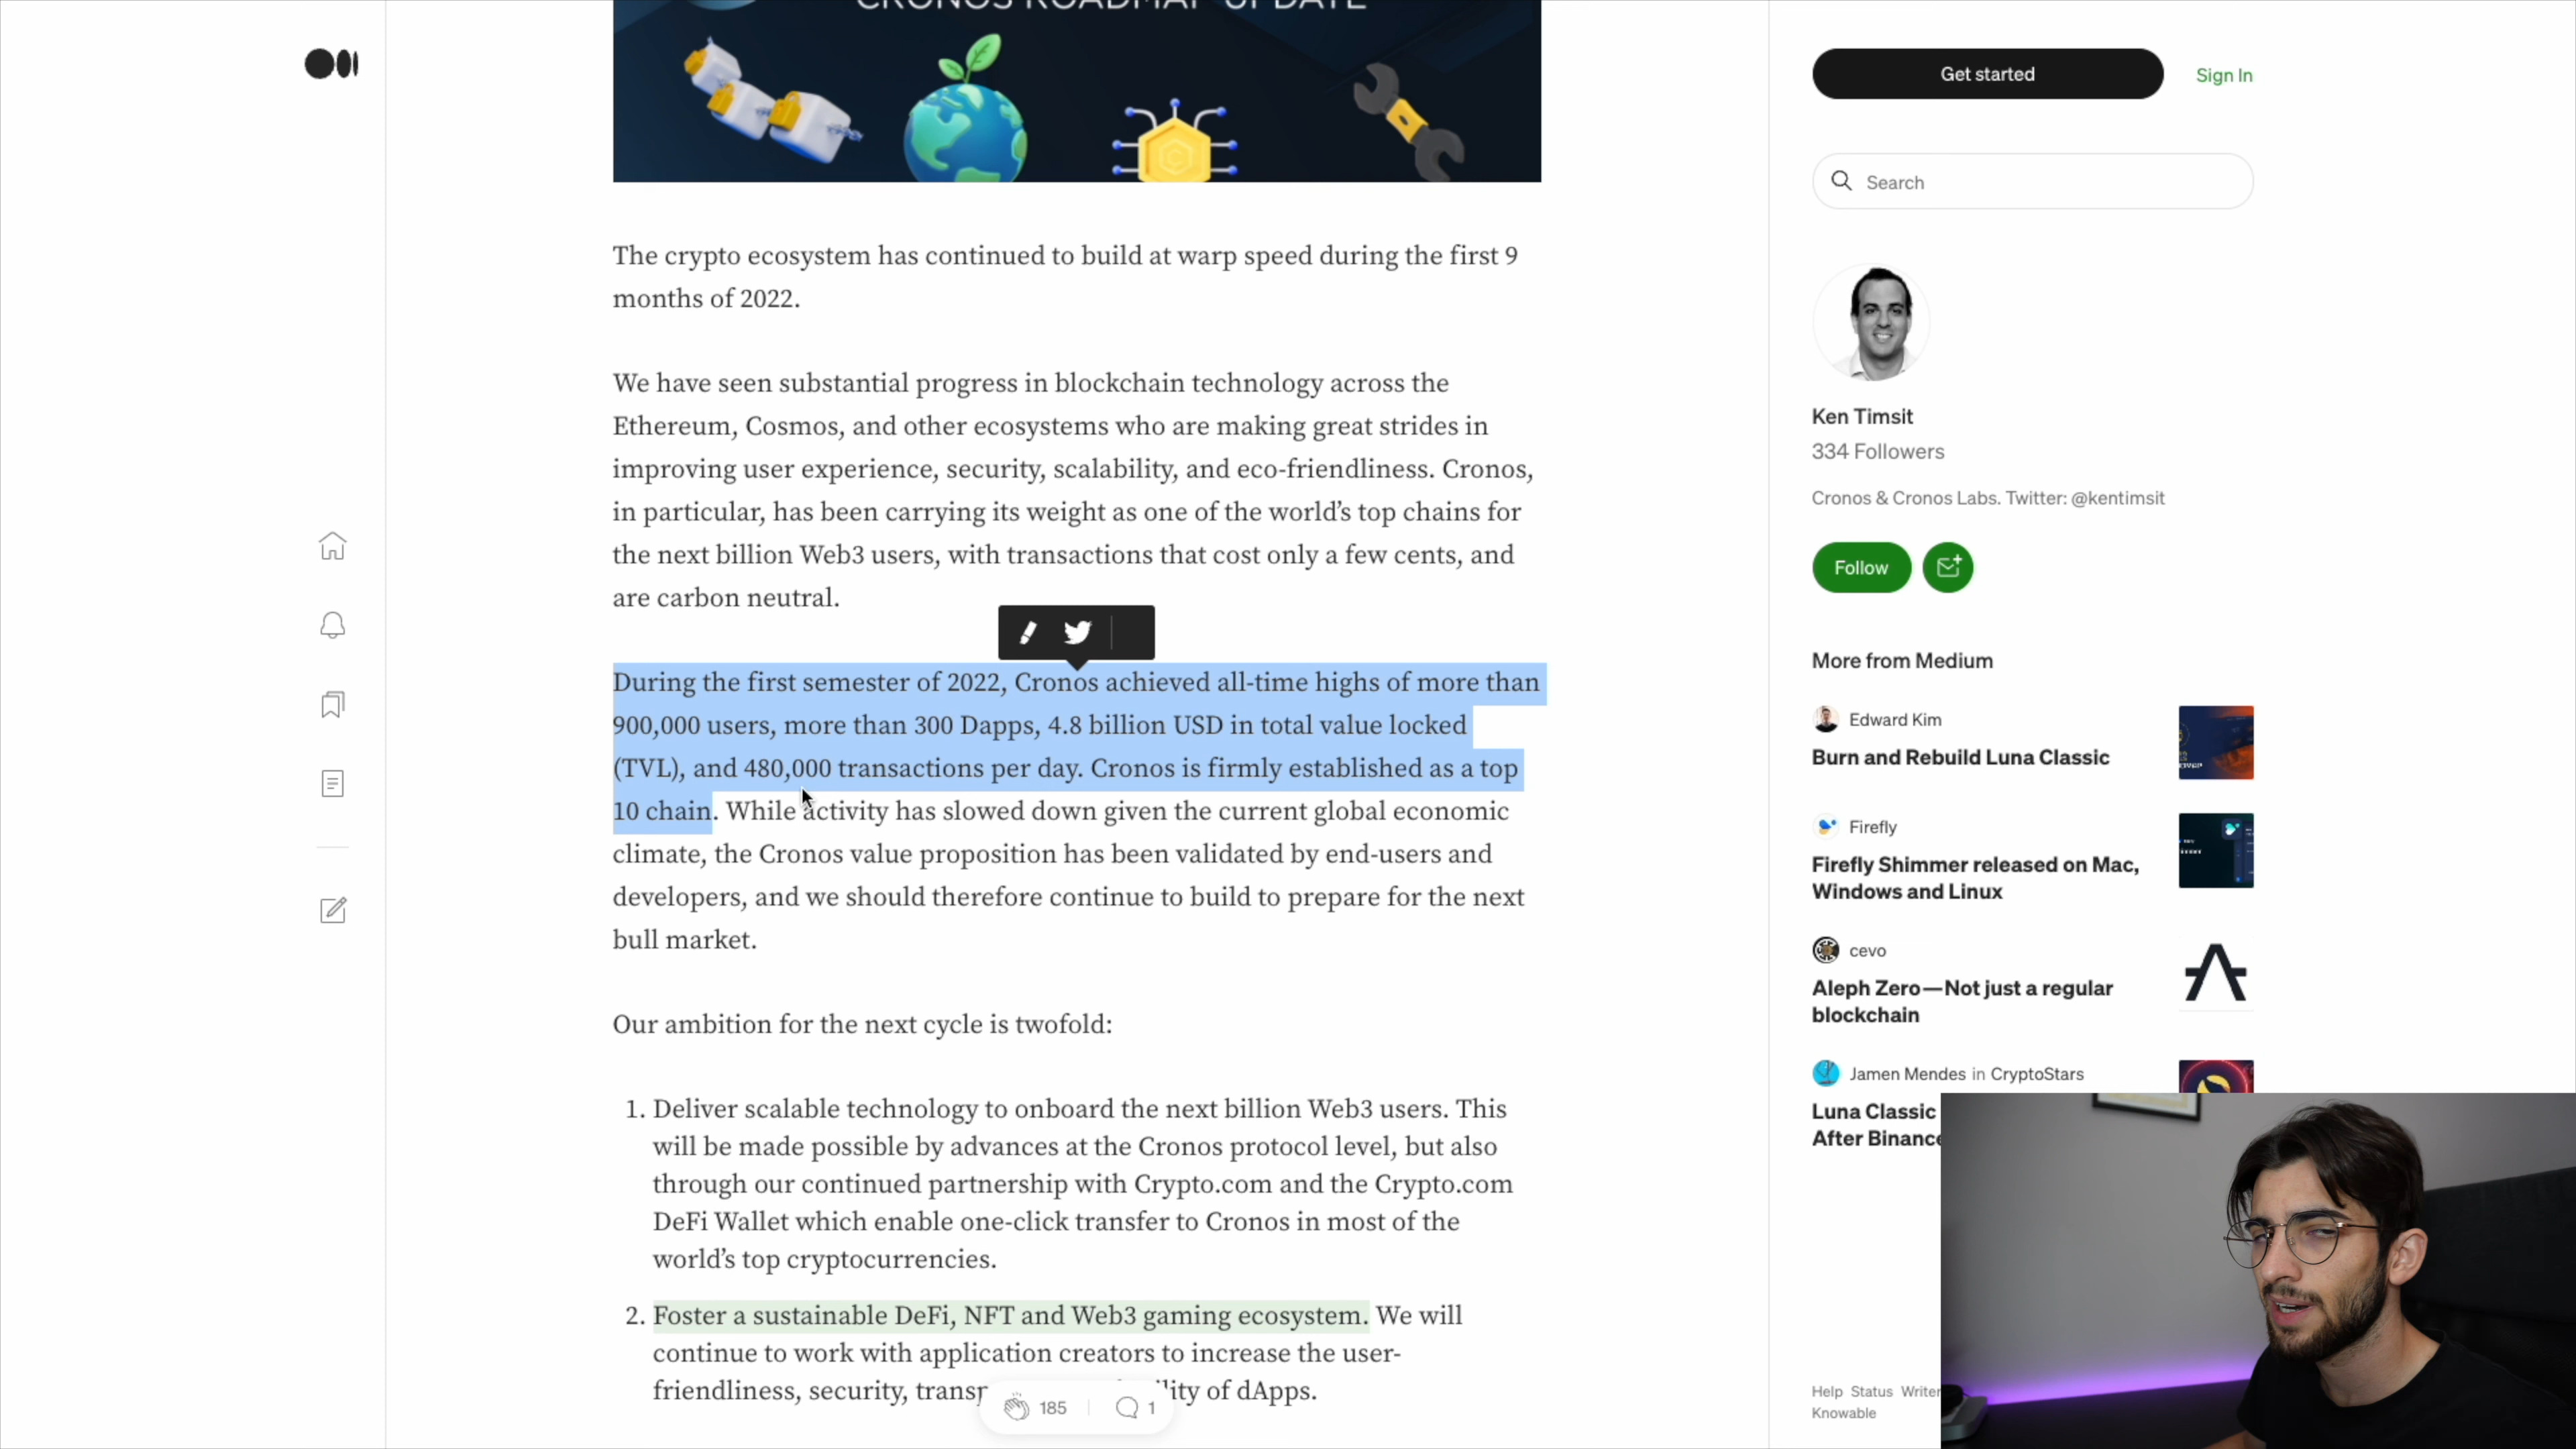 CRONOS ROADMAP UPDATE
The crypto ecosystem has continued to build at warp speed during the first 9
months of 2022.
We have seen substantial progress in blockchain technology across the
Ethereum, Cosmos, and other ecosystems who are making great strides in
improving user experience, security, scalability, and eco-friendliness. Cronos,
in particular, has been carrying its weight as one of the world’s top chains for
the next billion Web3 users, with transactions that cost only a few cents, and
are carbon neutral.
During the first semester of 2022, Cronos achieved all-time highs of more than
900,000 users, more than 300 Dapps, 4.8 billion USD in total value locked
(TVL), and 480,000 transactions per day. Cronos is firmly established as a top
10 chain. While activity has slowed down given the current global economic
climate, the Cronos value proposition has been validated by end-users and
developers, and we should therefore continue to build to prepare for the next
bull market.
Our ambition for the next cycle is twofold:
1. Deliver scalable technology to onboard the next billion Web3 users. This
will be made possible by advances at the Cronos protocol level, but also
through our continued partnership with Crypto.com and the Crypto.com
DeFi Wallet which enable one-click transfer to Cronos in most of the
world’s top cryptocurrencies.
2. Foster a sustainable DeFi, NFT and Web3 gaming ecosystem. We will
continue to work with application creators to increase the user-
friendliness, security, transp ility of dApps.
185
1
Get started
Sign In
Search
Ken Timsit
334 Followers
Cronos & Cronos Labs. Twitter: @kentimsit
Follow
More from Medium
Edward Kim
Burn and Rebuild Luna Classic
Firefly
Firefly Shimmer released on Mac,
Windows and Linux
cevo
Aleph Zero—Not just a regular
blockchain
Jamen Mendes in CryptoStars
Luna Classic
After Binance
Help Status Writer
Knowable